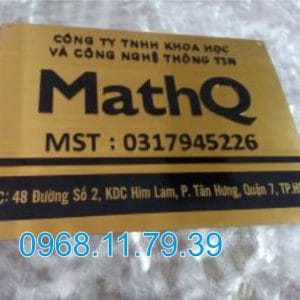 CÔNG TY TNHH KHOA HỌC
VÀ CÔNG NGHỆ THÔNG TIN
MathQ
MST : 0317945226
C: 48 Đường Số 2, KDC Him Lam, P. Tân Hưng, Quận 7, TP.H
0968.11.79.39